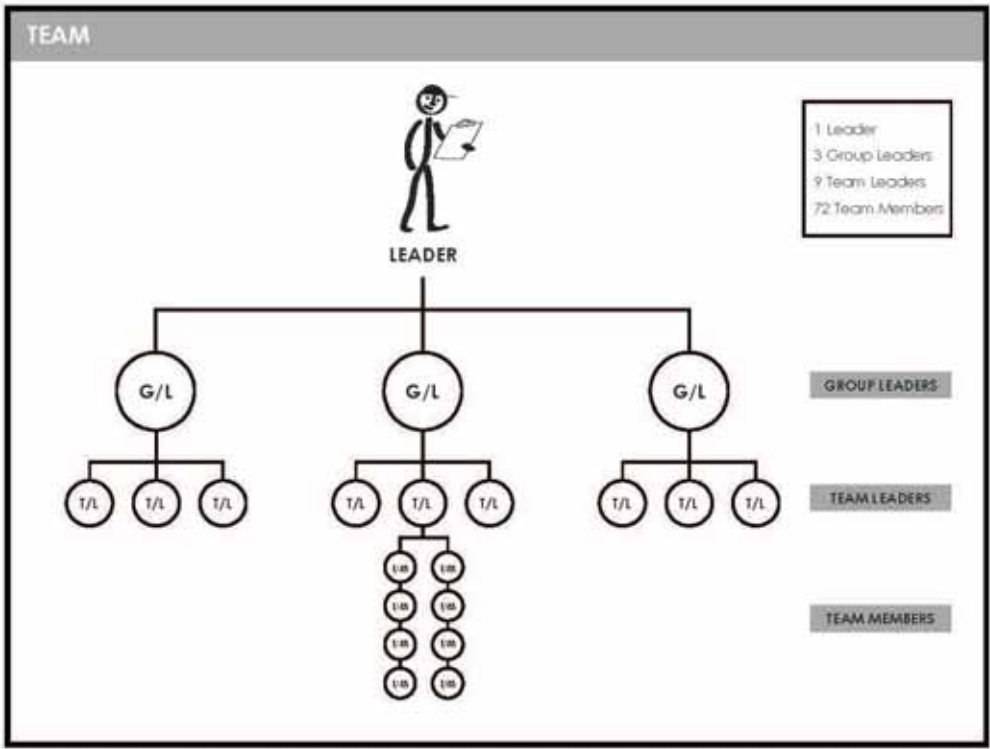 TEAM
1 Leader
3 Group Leaders
9 Team Leaders
72 Team Members
LEADER
G/L G/L G/L
GROUP LEADERS
T/L T/L T/L T/L T/L T/L T/L T/L T/L
TEAM LEADERS
TEAM MEMBERS